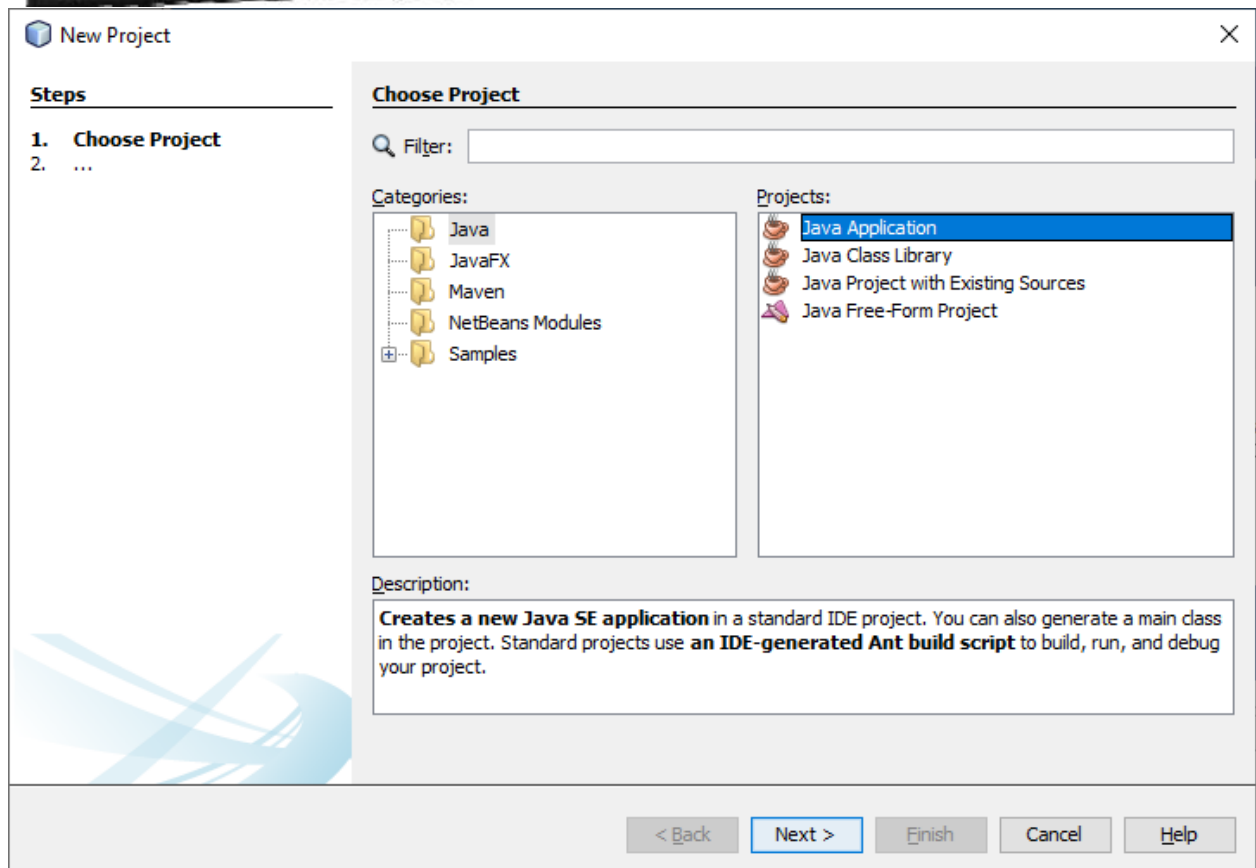 New Project
Steps
1. Choose Project
2. ...
Choose Project
Filter:
Categories:
Java
JavaFX
Maven
NetBeans Modules
Samples
Projects:
Java Application
Java Class Library
Java Project with Existing Sources
Java Free-Form Project
Description:
Creates a new Java SE application in a standard IDE project. You can also generate a main class
in the project. Standard projects use an IDE-generated Ant build script to build, run, and debug
your project.
< Back
Next >
Finish
Cancel
Help